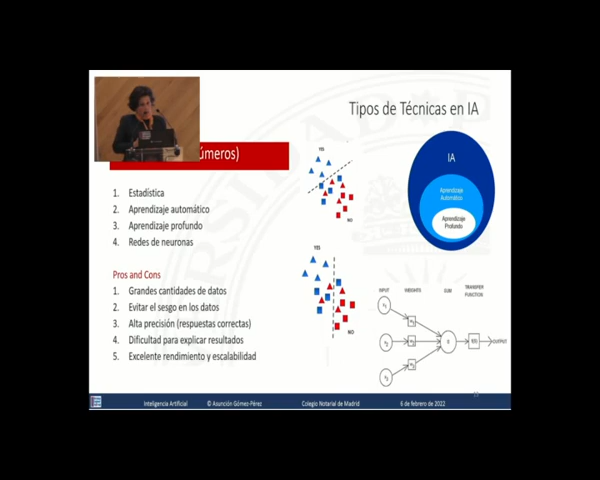 Tipos de Técnicas en IA
úmeros)
1. Estadística
2. Aprendizaje automático
3. Aprendizaje profundo
4. Redes de neuronas
Pros and Cons
1. Grandes cantidades de datos
2. Evitar el sesgo en los datos
3. Alta precisión (respuestas correctas)
4. Dificultad para explicar resultados
5. Excelente rendimiento y escalabilidad
YES
NO
YES
NO
IA
Aprendizaje
Automático
Aprendizaje
Profundo
INPUT WEIGHTS SUM TRANSFER
FUNCTION
OUTPUT
Inteligencia Artificial © Asunción Gómez-Pérez Colegio Notarial de Madrid 6 de febrero de 2022